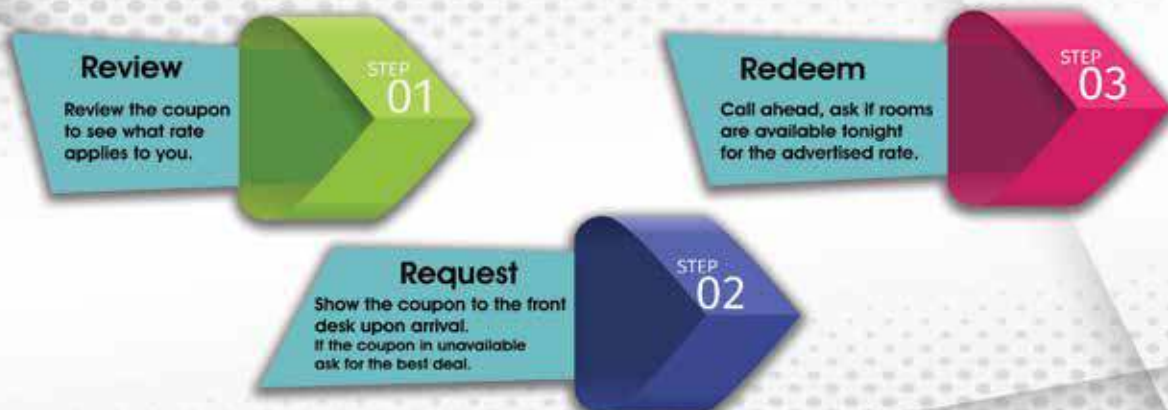 Review
Review the coupon
to see what rate
applies to you.
STEP
01
Request
Show the coupon to the front
desk upon arrival.
If the coupon in unavailable
ask for the best deal.
STEP
02
Redeem
Call ahead, ask if rooms
are available tonight
for the advertised rate.
STEP
03